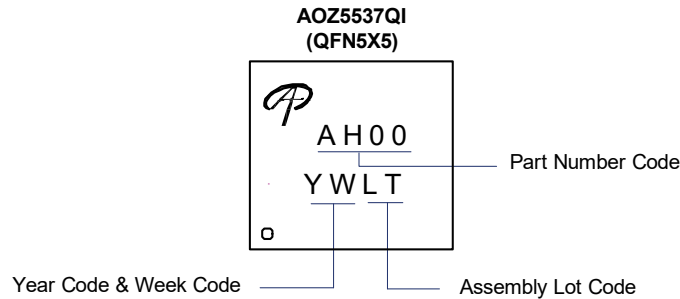 AOZ5537QI
(QFN5X5)
AH00
Part Number Code
YWLT
Year Code & Week Code
Assembly Lot Code